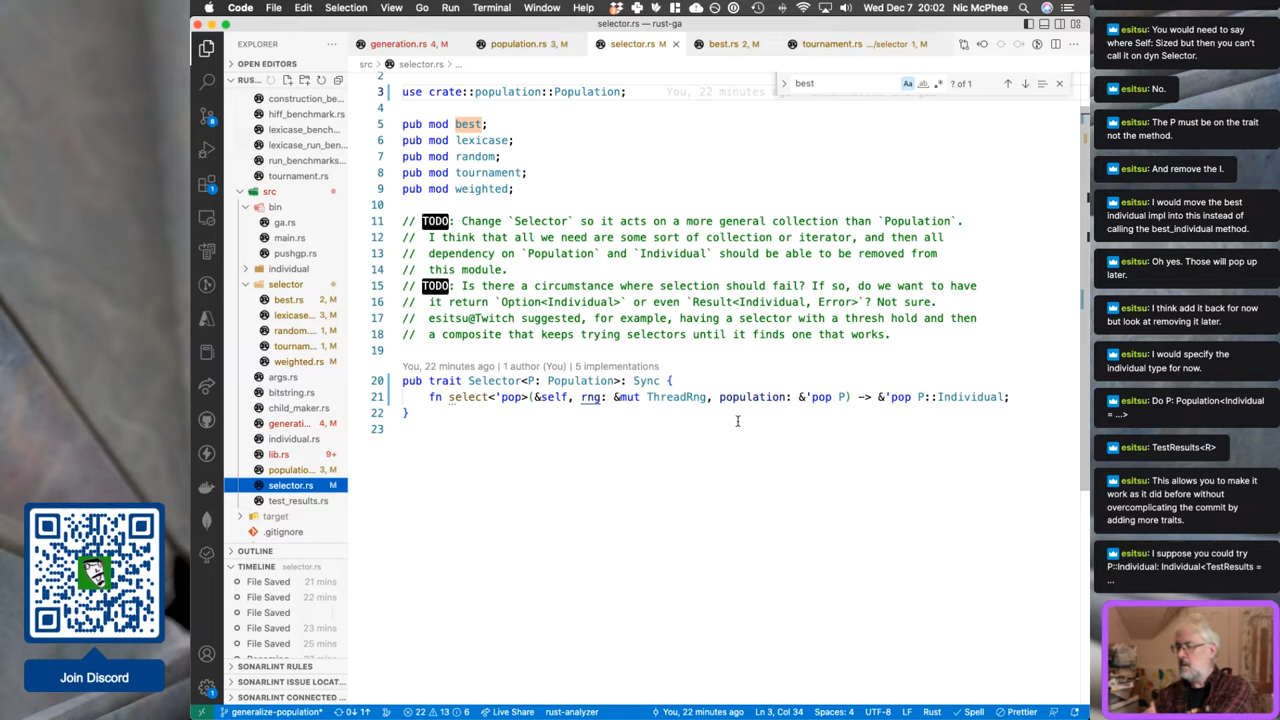 Code
File
Edit
Selection
View
Go
Run
Terminal
Window
Help
Wed Dec 7 20:02
Nic McPhee
selector.rs — rust-ga
EXPLORER
generation.rs 4, M
population.rs 3, M
selector.rs M
best.rs 2, M
tournament.rs .../selector 1, M
OPEN EDITORS
RUS...
construction_be...
hiff_benchmark.rs
lexicase_bench...
lexicase_run_ben...
run_benchmarks...
tournament.rs
src
bin
ga.rs
main.rs
pushgp.rs
individual
selector
best.rs 2, M
lexicase... M
random.... M
tournam... M
weighted.rs M
args.rs
bitstring.rs
child_maker.rs
generati... 4, M
individual.rs
lib.rs 9+
populatio... 3, M
selector.rs M
test_results.rs
target
.gitignore
OUTLINE
TIMELINE selector.rs
File Saved 21 mins
File Saved 22 mins
File Saved
File Saved 23 mins
File Saved 25 mins
SONARLINT RULES
SONARLINT ISSUE LOCAT...
SONARLINT CONNECTED ...
src > selector.rs > ...
best
Aa
ab
.*
? of 1
2
3 use crate::population::Population;
You, 22 minutes ago
4
5 pub mod best;
6 pub mod lexicase;
7 pub mod random;
8 pub mod tournament;
9 pub mod weighted;
10
11 // TODO: Change `Selector` so it acts on a more general collection than `Population`.
12 // I think that all we need are some sort of collection or iterator, and then all
13 // dependency on `Population` and `Individual` should be able to be removed from
14 // this module.
15 // TODO: Is there a circumstance where selection should fail? If so, do we want to have
16 // it return `Option<Individual>` or even `Result<Individual, Error>`? Not sure.
17 // esitsu@Twitch suggested, for example, having a selector with a thresh hold and then
18 // a composite that keeps trying selectors until it finds one that works.
19
You, 22 minutes ago | 1 author (You) | 5 implementations
20 pub trait Selector<P: Population>: Sync {
21 fn select<'pop>(&self, rng: &mut ThreadRng, population: &'pop P) -> &'pop P::Individual;
22 }
23
generalize-population*
0↓ 1↑
22 13 6
Live Share
rust-analyzer
You, 22 minutes ago
Ln 3, Col 34
Spaces: 4
UTF-8
LF
Rust
Spell
Prettier
esitsu: You would need to say
where Self: Sized but then you can't
call it on dyn Selector.
esitsu: No.
esitsu: The P must be on the trait
not the method.
esitsu: And remove the I.
esitsu: I would move the best
individual impl into this instead of
calling the best_individual method.
esitsu: Oh yes. Those will pop up
later.
esitsu: I think add it back for now
but look at removing it later.
esitsu: I would specify the
individual type for now.
esitsu: Do P: Population<Individual
= ...>
esitsu: TestResults<R>
esitsu: This allows you to make it
work as it did before without
overcomplicating the commit by
adding more traits.
esitsu: I suppose you could try
P::Individual: Individual<TestResults =
...
Join Discord